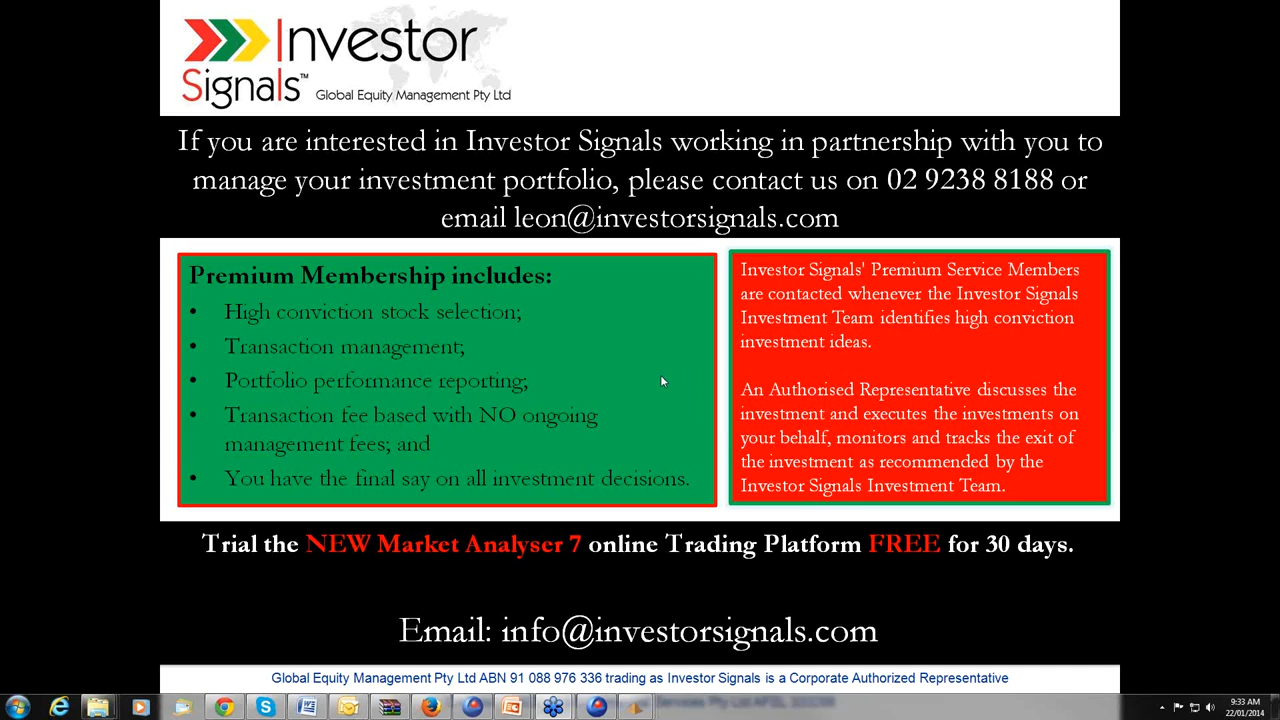 Investor
Signals™
Global Equity Management Pty Ltd
If you are interested in Investor Signals working in partnership with you to
manage your investment portfolio, please contact us on 02 9238 8188 or
email leon@investorsignals.com
Premium Membership includes:
• High conviction stock selection;
• Transaction management;
• Portfolio performance reporting;
• Transaction fee based with NO ongoing
management fees; and
• You have the final say on all investment decisions.
Investor Signals' Premium Service Members
are contacted whenever the Investor Signals
Investment Team identifies high conviction
investment ideas.
An Authorised Representative discusses the
investment and executes the investments on
your behalf, monitors and tracks the exit of
the investment as recommended by the
Investor Signals Investment Team.
Trial the NEW Market Analyser 7 online Trading Platform FREE for 30 days.
Email: info@investorsignals.com
Global Equity Management Pty Ltd ABN 91 088 976 336 trading as Investor Signals is a Corporate Authorized Representative
9:33 AM
22/01/2014